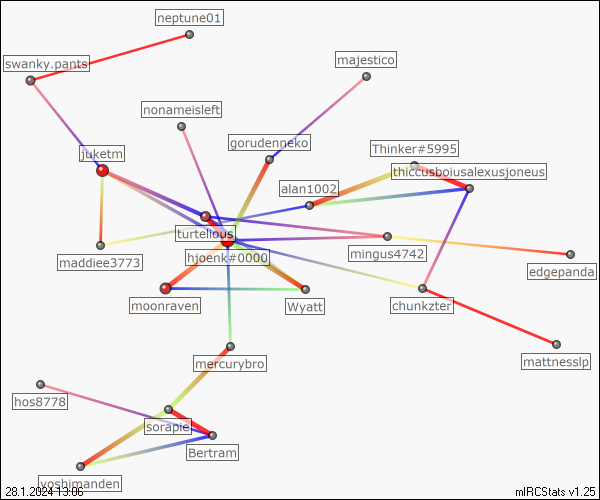 neptune01
swanky.pants
majestico
nonameisleft
gorudenneko
Thinker#5995
juketm
thiccusboiusalexusjoneus
alan1002
turtellous
mingus4742
hjoenk#0000
maddiee3773
edgepanda
moonraven
Wyatt
chunkzter
mercurybro
mattnesslp
hos8778
sorapie
Bertram
yoshimanden
28.1.2024 13:06
mIRCStats v1.25